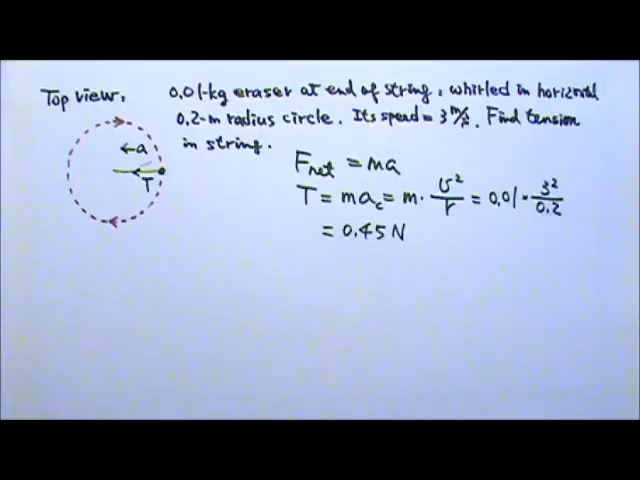 Top view:
0.01-kg eraser at end of string, whirled in horizontal
0.2-m radius circle. Its speed = 3 m/s. Find tension
in string.
←a
T
Fnet = ma
T = mac = m · v²/r = 0.01 · 3²/0.2
= 0.45 N